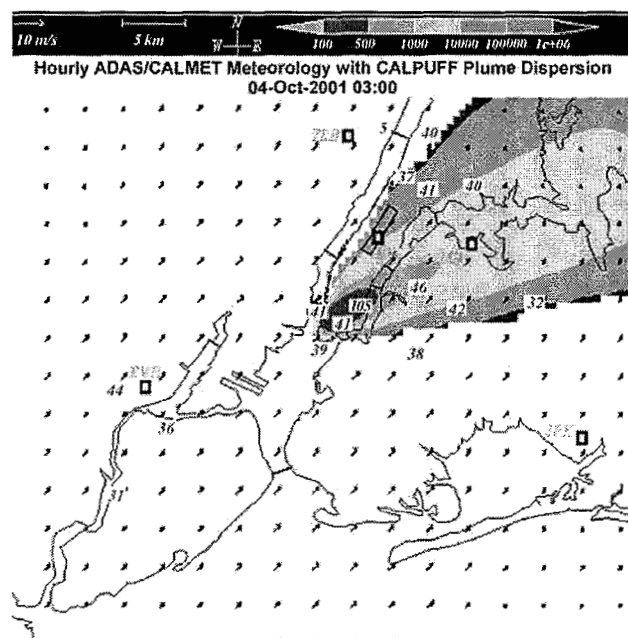 10 m/s
5 km
N
W E
100 500 1000 10000 100000 1e+06
Hourly ADAS/CALMET Meteorology with CALPUFF Plume Dispersion
04-Oct-2001 03:00
TEB
5
40
37
41
40
46
41
105
41
42
32
39
38
EWR
44
JFK
36
31